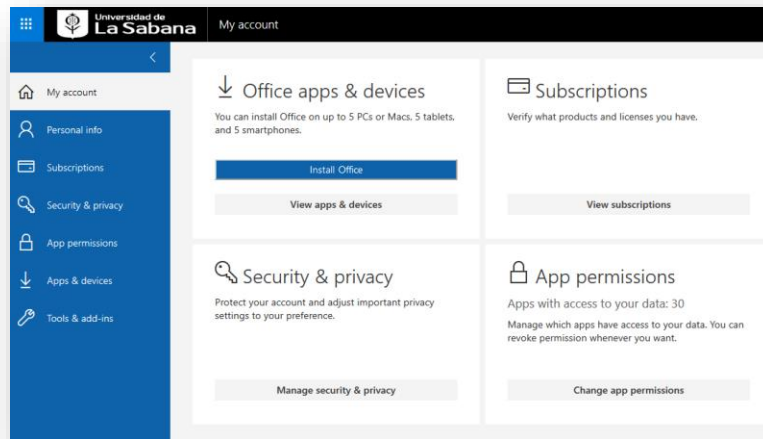 Universidad de
La Sabana
My account
My account
Personal info
Subscriptions
Security & privacy
App permissions
Apps & devices
Tools & add-ins
Office apps & devices
You can install Office on up to 5 PCs or Macs, 5 tablets,
and 5 smartphones.
Install Office
View apps & devices
Subscriptions
Verify what products and licenses you have.
View subscriptions
Security & privacy
Protect your account and adjust important privacy
settings to your preference.
Manage security & privacy
App permissions
Apps with access to your data: 30
Manage which apps have access to your data. You can
revoke permission whenever you want.
Change app permissions